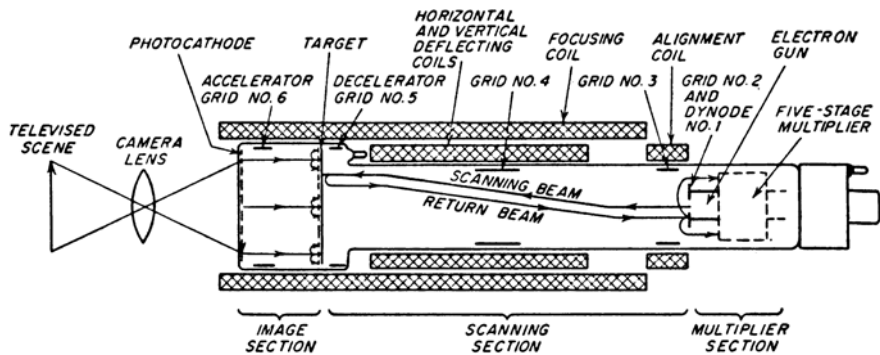 PHOTOCATHODE
TARGET
HORIZONTAL
AND VERTICAL
DEFLECTING
COILS
FOCUSING
COIL
ALIGNMENT
COIL
ELECTRON
GUN
ACCELERATOR
GRID NO. 6
DECELERATOR
GRID NO. 5
GRID NO. 4
GRID NO. 3
GRID NO. 2
AND
DYNODE
NO. 1
FIVE-STAGE
MULTIPLIER
TELEVISED
SCENE
CAMERA
LENS
SCANNING BEAM
RETURN BEAM
IMAGE
SECTION
SCANNING
SECTION
MULTIPLIER
SECTION